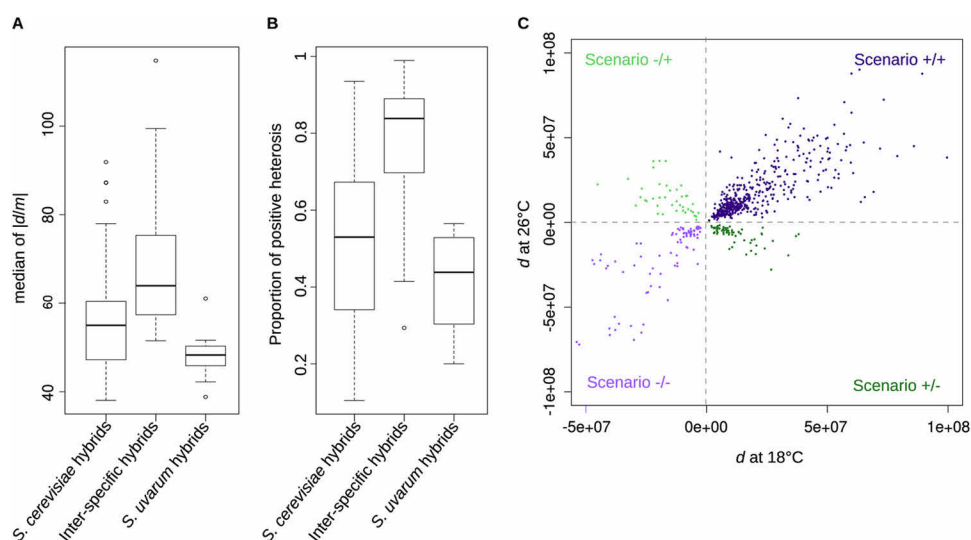 A
median of |d/m|
100
80
60
40
S. cerevisiae hybrids
Inter-specific hybrids
S. uvarum hybrids
B
Proportion of positive heterosis
1
0.8
0.6
0.4
0.2
S. cerevisiae hybrids
Inter-specific hybrids
S. uvarum hybrids
C
Scenario -/+
Scenario +/+
Scenario -/-
Scenario +/-
d at 26°C
1e+08
5e+07
0e+00
-5e+07
-1e+08
-5e+07
0e+00
5e+07
1e+08
d at 18°C